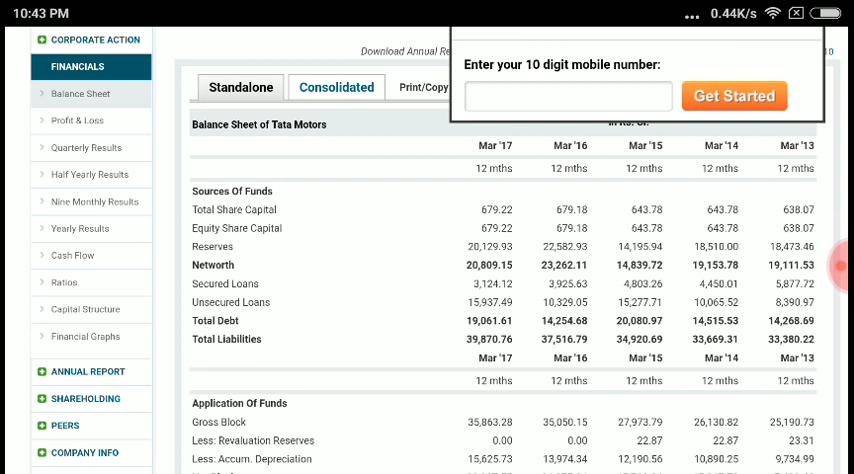 10:43 PM
... 0.44K/s
CORPORATE ACTION
FINANCIALS
Balance Sheet
Profit & Loss
Quarterly Results
Half Yearly Results
Nine Monthly Results
Yearly Results
Cash Flow
Ratios
Capital Structure
Financial Graphs
ANNUAL REPORT
SHAREHOLDING
PEERS
COMPANY INFO
Download Annual
10
Enter your 10 digit mobile number:
Get Started
Standalone Consolidated Print/Copy
Balance Sheet of Tata Motors in Rs. Cr.
Mar '17 Mar '16 Mar '15 Mar '14 Mar '13
12 mths 12 mths 12 mths 12 mths 12 mths
Sources Of Funds
Total Share Capital 679.22 679.18 643.78 643.78 638.07
Equity Share Capital 679.22 679.18 643.78 643.78 638.07
Reserves 20,129.93 22,582.93 14,195.94 18,510.00 18,473.46
Networth 20,809.15 23,262.11 14,839.72 19,153.78 19,111.53
Secured Loans 3,124.12 3,925.63 4,803.26 4,450.01 5,877.72
Unsecured Loans 15,937.49 10,329.05 15,277.71 10,065.52 8,390.97
Total Debt 19,061.61 14,254.68 20,080.97 14,515.53 14,268.69
Total Liabilities 39,870.76 37,516.79 34,920.69 33,669.31 33,380.22
Mar '17 Mar '16 Mar '15 Mar '14 Mar '13
12 mths 12 mths 12 mths 12 mths 12 mths
Application Of Funds
Gross Block 35,863.28 35,050.15 27,973.79 26,130.82 25,190.73
Less: Revaluation Reserves 0.00 0.00 22.87 22.87 23.31
Less: Accum. Depreciation 15,625.73 13,974.34 12,190.56 10,890.25 9,734.99